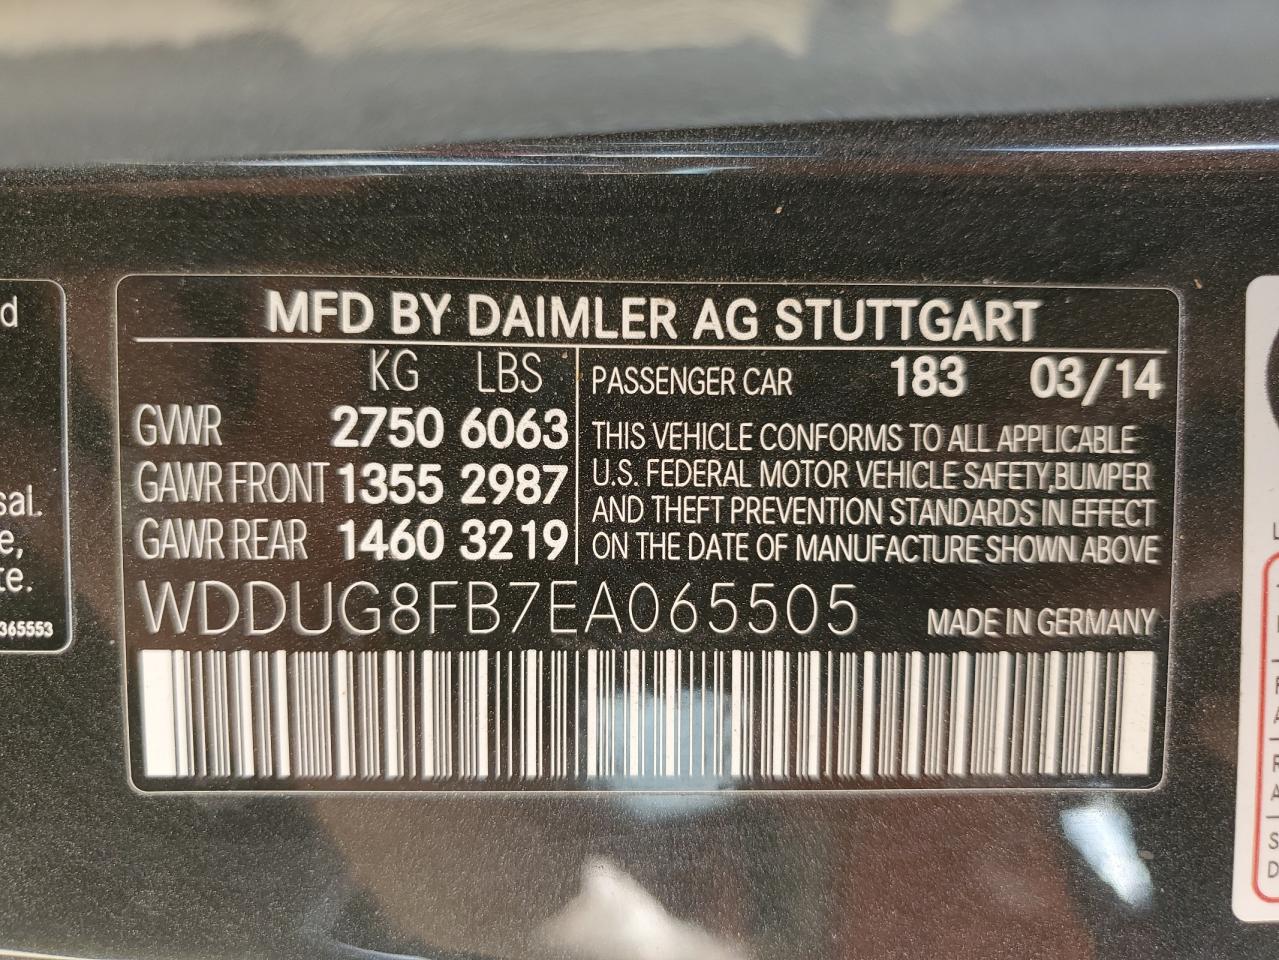 MFD BY DAIMLER AG STUTTGART
KG LBS
GVWR 2750 6063
GAWR FRONT 1355 2987
GAWR REAR 1460 3219
PASSENGER CAR 183 03/14
THIS VEHICLE CONFORMS TO ALL APPLICABLE
U.S. FEDERAL MOTOR VEHICLE SAFETY, BUMPER
AND THEFT PREVENTION STANDARDS IN EFFECT
ON THE DATE OF MANUFACTURE SHOWN ABOVE
WDDUG8FB7EA065505
MADE IN GERMANY
d
sal.
e,
te.
365553
L
R
A
R
A
S
D